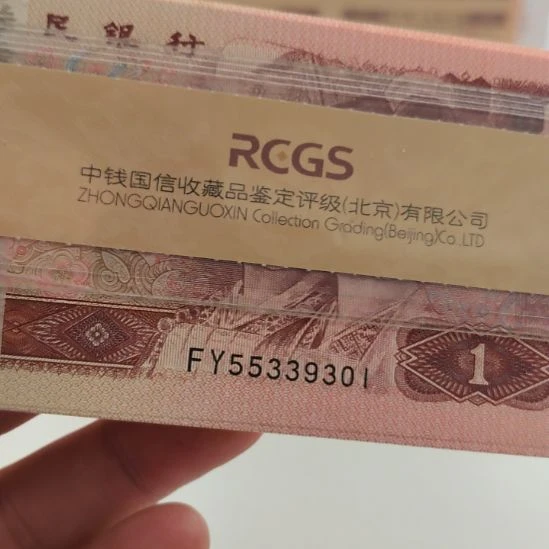 民银行
RCGS
中钱国信收藏品鉴定评级(北京)有限公司
ZHONGQIANGUOXIN Collection Grading(Beijing)Co.,LTD
FY55339301
1